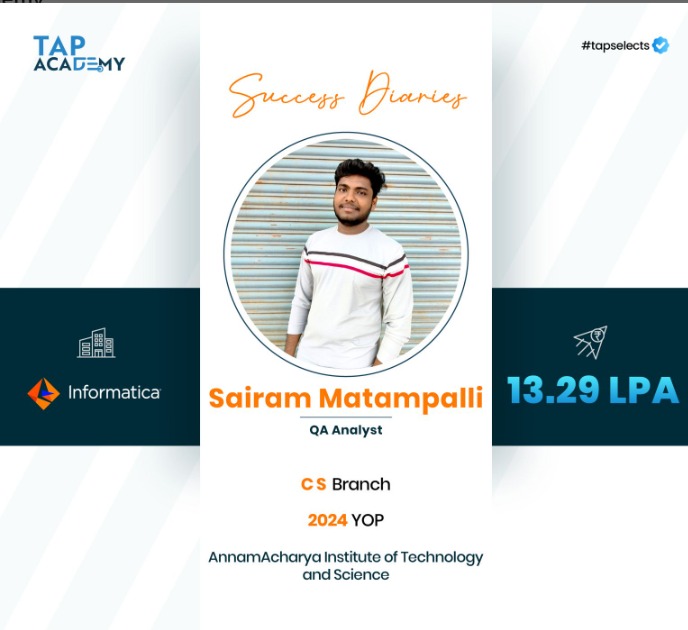 TAP
ACADEMY
#tapselects
Success Diaries
Informatica
Sairam Matampalli
QA Analyst
₹
13.29 LPA
CS Branch
2024 YOP
AnnamAcharya Institute of Technology
and Science